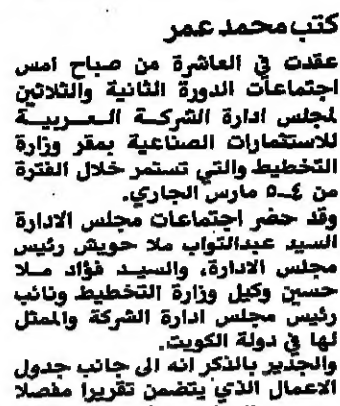 كتب محمد عمر
عقدت في العاشرة من صباح امس
اجتماعات الدورة الثانية والثلاثين
لمجلس ادارة الشركة العربية
للاستثمارات الصناعية بمقر وزارة
التخطيط والتي تستمر خلال الفترة
من ٤ــ٥ مارس الجاري.
وقد حضر اجتماعات مجلس الادارة
السيد عبدالتواب ملا حويش رئيس
مجلس الادارة، والسيد فؤاد ملا
حسين وكيل وزارة التخطيط ونائب
رئيس مجلس ادارة الشركة والممثل
لها في دولة الكويت.
والجدير بالذكر انه الى جانب جدول
الاعمال الذي يتضمن تقريرا مفصلا